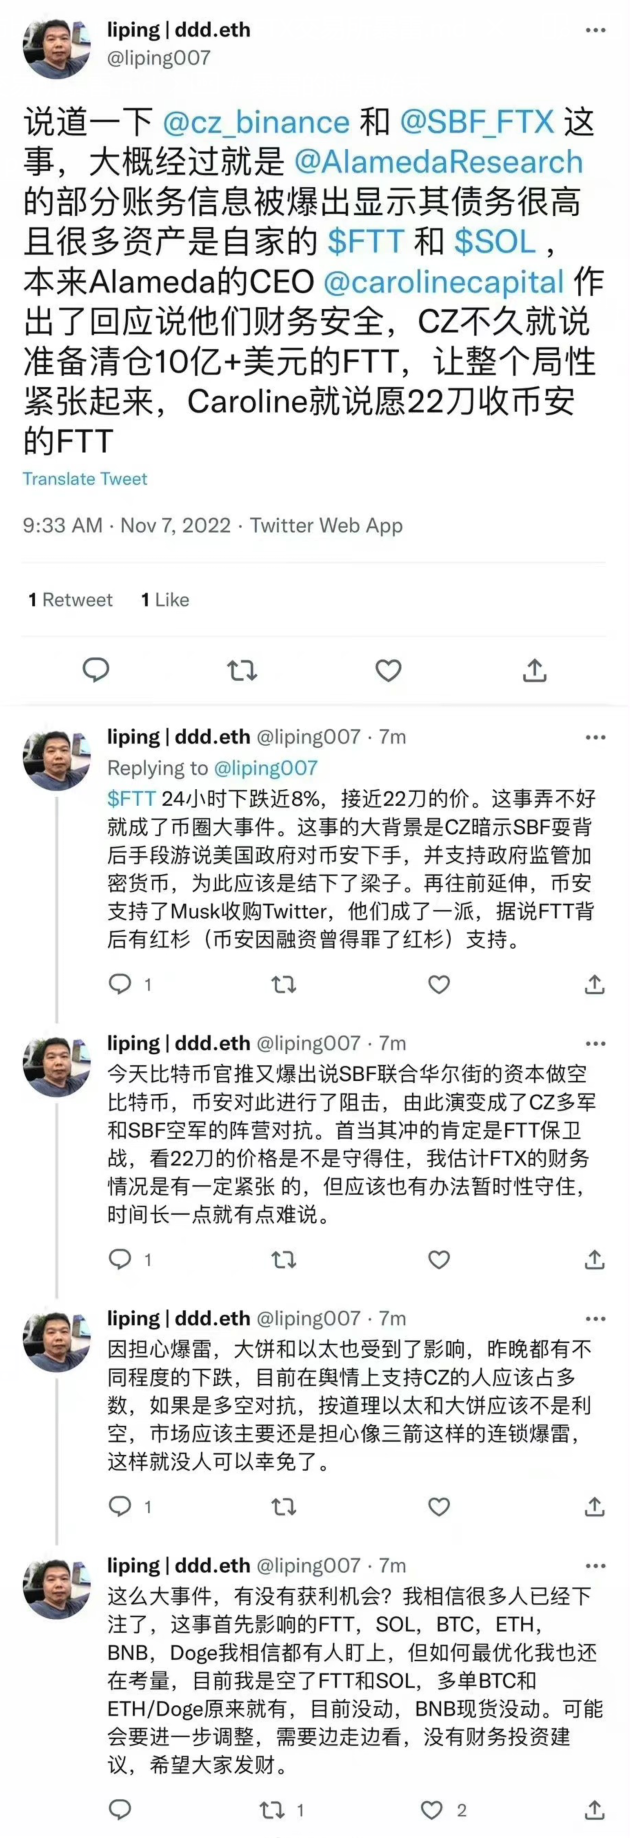 liping | ddd.eth
@liping007
说道一下 @cz_binance 和 @SBF_FTX 这
事，大概经过就是 @AlamedaResearch
的部分账务信息被爆出显示其债务很高
且很多资产是自家的 $FTT 和 $SOL ，
本来Alameda的CEO @carolinecapital 作
出了回应说他们财务安全，CZ不久就说
准备清仓10亿+美元的FTT，让整个局性
紧张起来，Caroline就说愿22刀收币安
的FTT
Translate Tweet
9:33 AM · Nov 7, 2022 · Twitter Web App
1 Retweet 1 Like
liping | ddd.eth @liping007 · 7m
Replying to @liping007
$FTT 24小时下跌近8%，接近22刀的价。这事弄不好
就成了币圈大事件。这事的大背景是CZ暗示SBF耍背
后手段游说美国政府对币安下手，并支持政府监管加
密货币，为此应该是结下了梁子。再往前延伸，币安
支持了Musk收购Twitter，他们成了一派，据说FTT背
后有红杉（币安因融资曾得罪了红杉）支持。
1
liping | ddd.eth @liping007 · 7m
今天比特币官推又爆出说SBF联合华尔街的资本做空
比特币，币安对此进行了阻击，由此演变成了CZ多军
和SBF空军的阵营对抗。首当其冲的肯定是FTT保卫
战，看22刀的价格是不是守得住，我估计FTX的财务
情况是有一定紧张 的，但应该也有办法暂时性守住，
时间长一点就有点难说。
1
liping | ddd.eth @liping007 · 7m
因担心爆雷，大饼和以太也受到了影响，昨晚都有不
同程度的下跌，目前在舆情上支持CZ的人应该占多
数，如果是多空对抗，按道理以太和大饼应该不是利
空，市场应该主要还是担心像三箭这样的连锁爆雷，
这样就没人可以幸免了。
1
liping | ddd.eth @liping007 · 7m
这么大事件，有没有获利机会？我相信很多人已经下
注了，这事首先影响的FTT，SOL，BTC，ETH，
BNB，Doge我相信都有人盯上，但如何最优化我也还
在考量，目前我是空了FTT和SOL，多单BTC和
ETH/Doge原来就有，目前没动，BNB现货没动。可能
会要进一步调整，需要边走边看，没有财务投资建
议，希望大家发财。
1 2